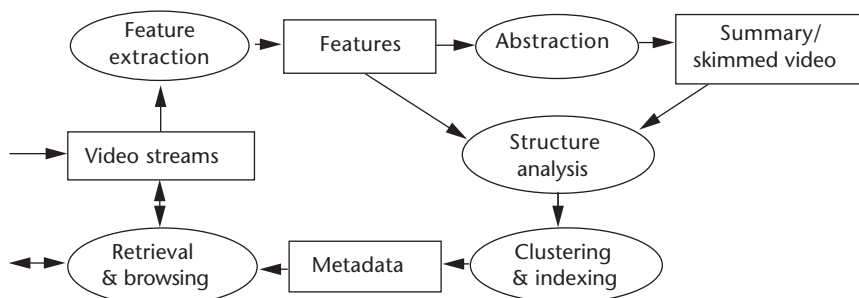 Feature
extraction
Features
Abstraction
Summary/
skimmed video
Video streams
Structure
analysis
Retrieval
& browsing
Metadata
Clustering
& indexing